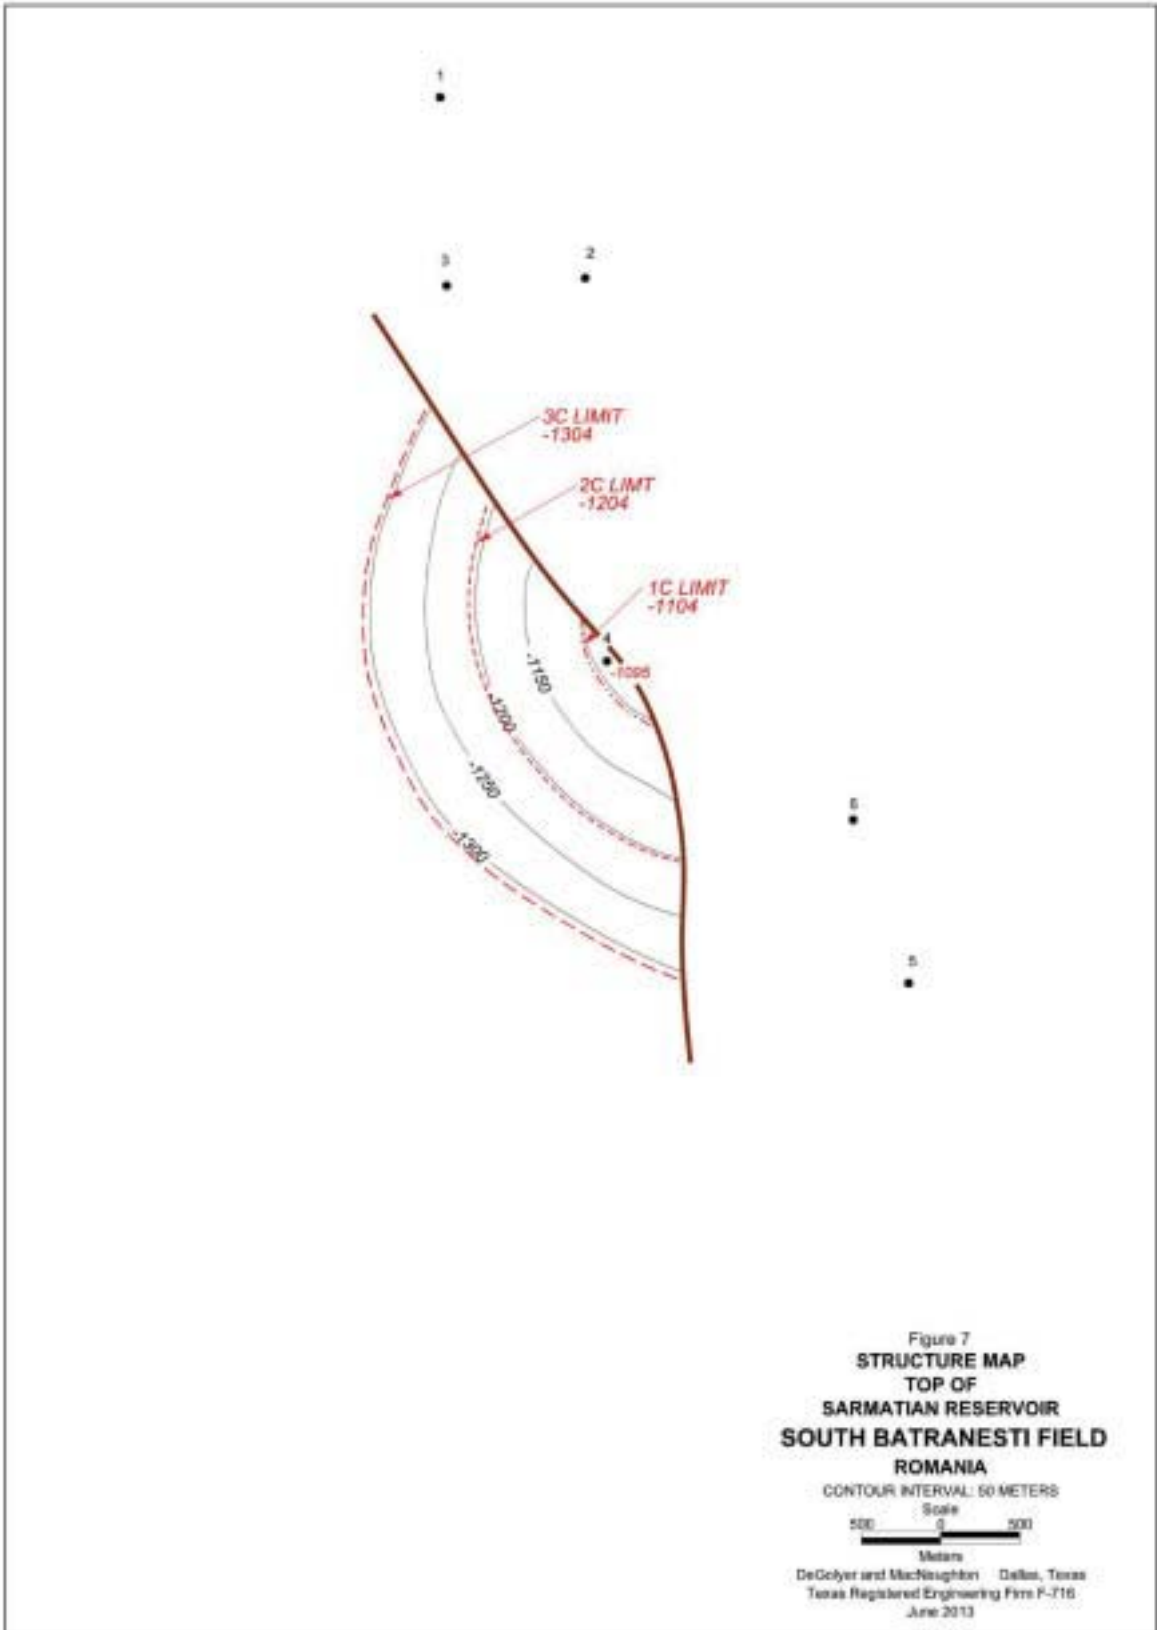 1
3
2
3C LIMIT
-1304
2C LIMT
-1204
1C LIMIT
-1104
4
-1095
-1150
-1200
-1250
-1300
6
5
Figure 7
STRUCTURE MAP
TOP OF
SARMATIAN RESERVOIR
SOUTH BATRANESTI FIELD
ROMANIA
CONTOUR INTERVAL: 50 METERS
Scale
500 0 500
Meters
DeGolyer and MacNaughton Dallas, Texas
Texas Registered Engineering Firm F-716
June 2013